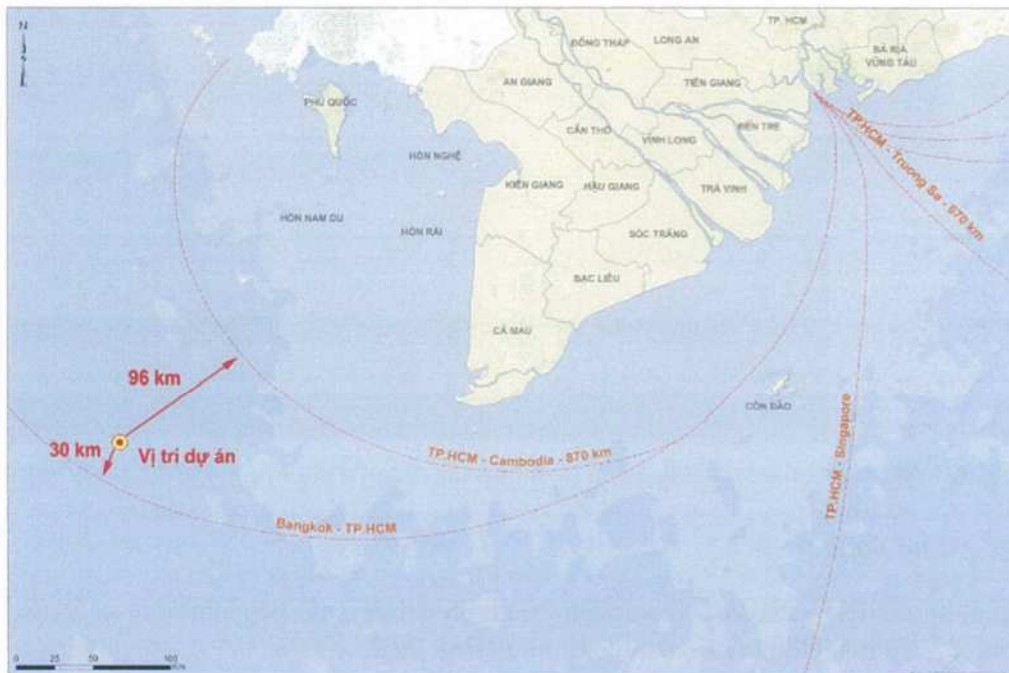 N
TP. HCM
ĐỒNG THÁP
LONG AN
BÀ RỊA
VŨNG TÀU
AN GIANG
TIỀN GIANG
PHÚ QUỐC
CẦN THƠ
VĨNH LONG
BẾN TRE
HÒN NGHỆ
KIÊN GIANG
HẬU GIANG
TRÀ VINH
TP.HCM - Truong Sa - 670 km
HÒN NAM DU
HÒN RÁI
SÓC TRĂNG
BẠC LIÊU
CÀ MAU
96 km
CÔN ĐẢO
30 km
Vị trí dự án
TP.HCM - Cambodia - 870 km
TP.HCM - Singapore
Bangkok - TP.HCM
0 25 50 100